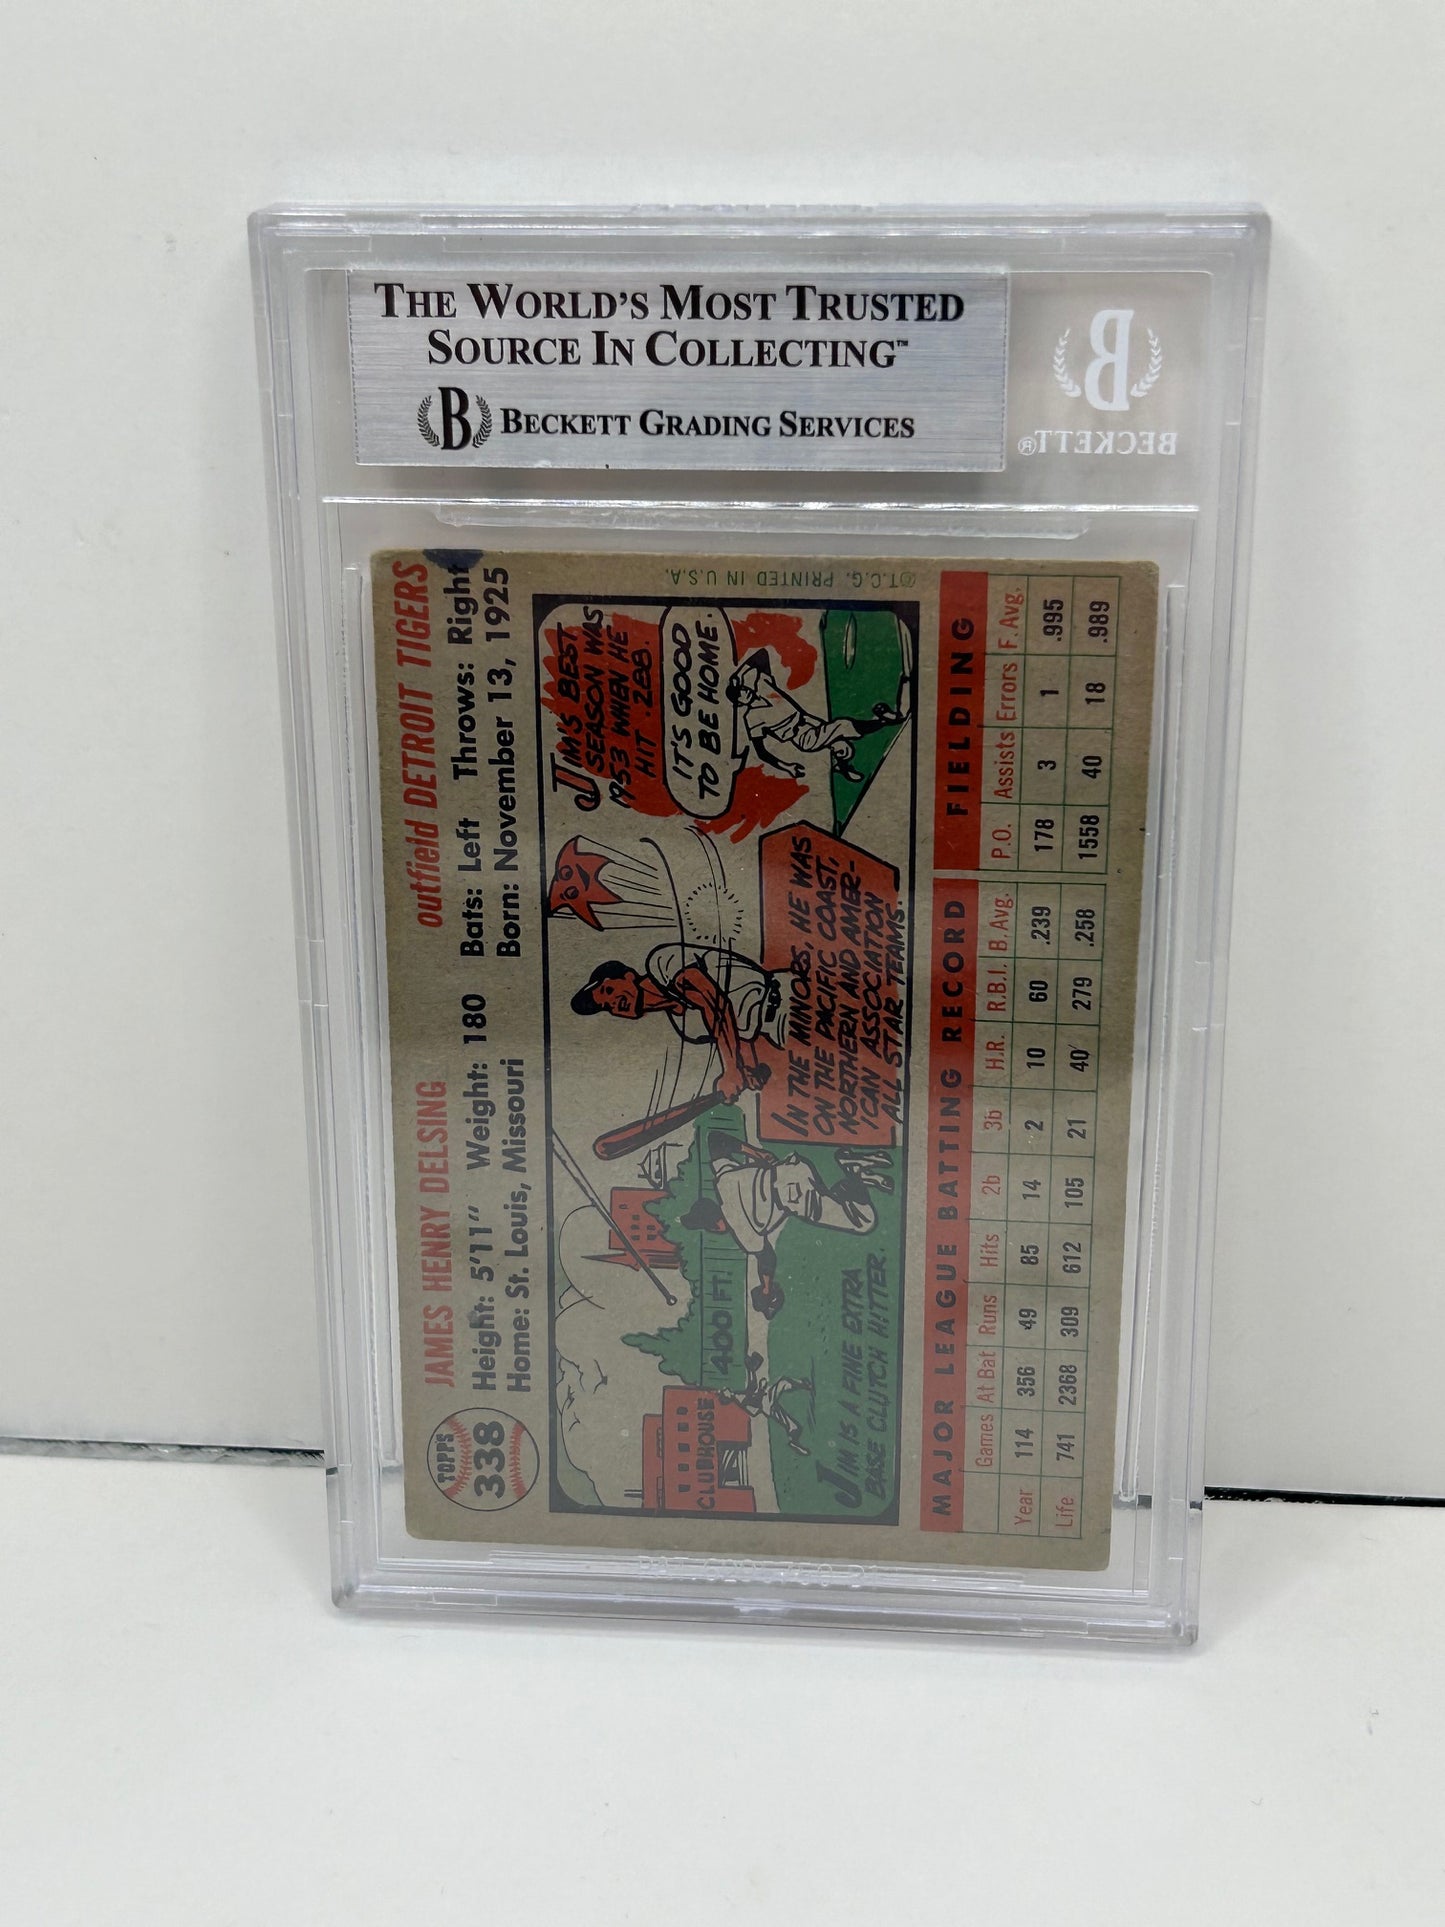 THE WORLD'S MOST TRUSTED
SOURCE IN COLLECTING™
B BECKETT GRADING SERVICES
B
BECKETT®
TOPPS
338
JAMES HENRY DELSING
outfield DETROIT TIGERS
Height: 5'11" Weight: 180 Bats: Left Throws: Right
Home: St. Louis, Missouri Born: November 13, 1925
JIM IS A FINE EXTRA
BASE CLUTCH HITTER.
CLUBHOUSE
400 FT.
IN THE MINORS, HE WAS
ON THE PACIFIC COAST,
NORTHERN AND AMER-
ICAN ASSOCIATION
ALL STAR TEAMS.
JIM'S BEST
SEASON WAS
1953 WHEN HE
HIT .288.
IT'S GOOD
TO BE HOME.
©T.C.G. PRINTED IN U.S.A.
MAJOR LEAGUE BATTING RECORD FIELDING
Games At Bat Runs Hits 2b 3b H.R. R.B.I. B.Avg. P.O. Assists Errors F.Avg.
Year 114 356 49 85 14 2 10 60 .239 178 3 1 .995
Life 741 2368 309 612 105 21 40 279 .258 1558 40 18 .989